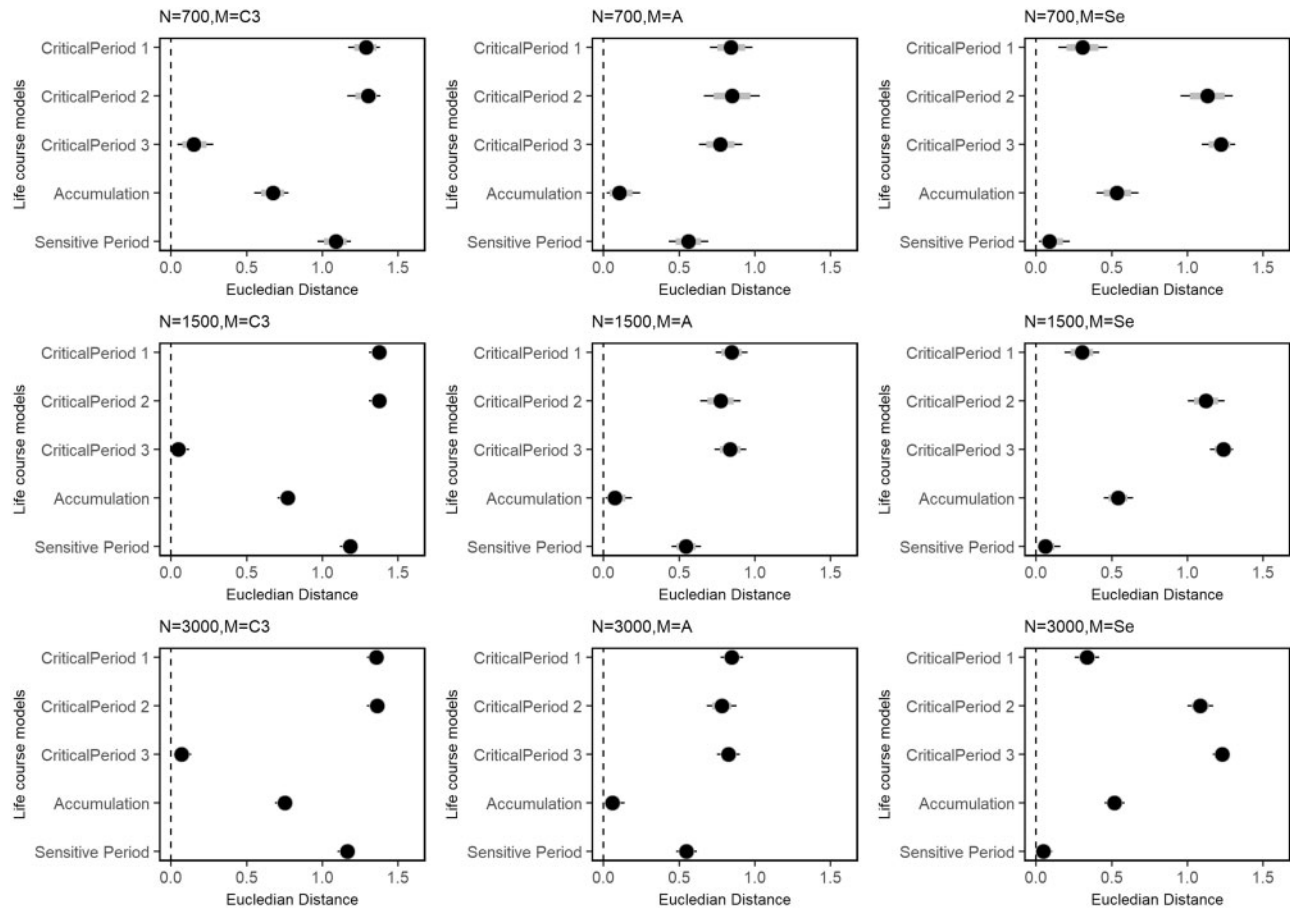 N=700,M=C3
Life course models
CriticalPeriod 1
CriticalPeriod 2
CriticalPeriod 3
Accumulation
Sensitive Period
0.0 0.5 1.0 1.5
Eucledian Distance
N=700,M=A
Life course models
CriticalPeriod 1
CriticalPeriod 2
CriticalPeriod 3
Accumulation
Sensitive Period
0.0 0.5 1.0 1.5
Eucledian Distance
N=700,M=Se
Life course models
CriticalPeriod 1
CriticalPeriod 2
CriticalPeriod 3
Accumulation
Sensitive Period
0.0 0.5 1.0 1.5
Eucledian Distance
N=1500,M=C3
Life course models
CriticalPeriod 1
CriticalPeriod 2
CriticalPeriod 3
Accumulation
Sensitive Period
0.0 0.5 1.0 1.5
Eucledian Distance
N=1500,M=A
Life course models
CriticalPeriod 1
CriticalPeriod 2
CriticalPeriod 3
Accumulation
Sensitive Period
0.0 0.5 1.0 1.5
Eucledian Distance
N=1500,M=Se
Life course models
CriticalPeriod 1
CriticalPeriod 2
CriticalPeriod 3
Accumulation
Sensitive Period
0.0 0.5 1.0 1.5
Eucledian Distance
N=3000,M=C3
Life course models
CriticalPeriod 1
CriticalPeriod 2
CriticalPeriod 3
Accumulation
Sensitive Period
0.0 0.5 1.0 1.5
Eucledian Distance
N=3000,M=A
Life course models
CriticalPeriod 1
CriticalPeriod 2
CriticalPeriod 3
Accumulation
Sensitive Period
0.0 0.5 1.0 1.5
Eucledian Distance
N=3000,M=Se
Life course models
CriticalPeriod 1
CriticalPeriod 2
CriticalPeriod 3
Accumulation
Sensitive Period
0.0 0.5 1.0 1.5
Eucledian Distance